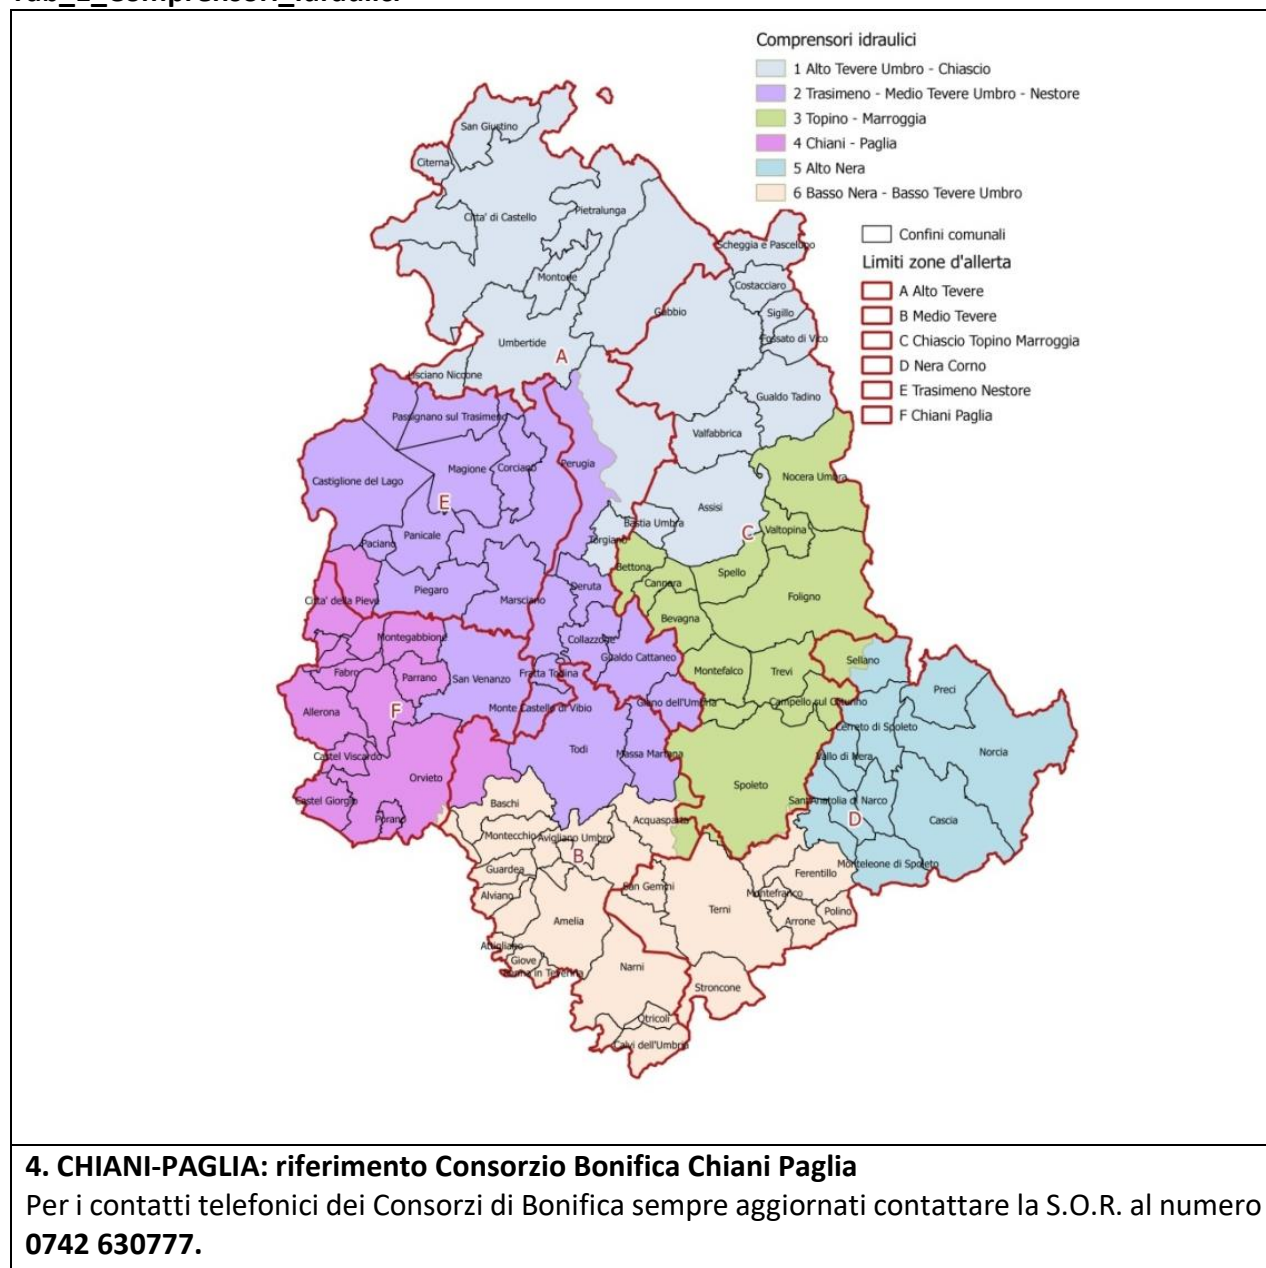 Comprensori idraulici
1 Alto Tevere Umbro - Chiascio
2 Trasimeno - Medio Tevere Umbro - Nestore
3 Topino - Marroggia
4 Chiani - Paglia
5 Alto Nera
6 Basso Nera - Basso Tevere Umbro
Confini comunali
Limiti zone d'allerta
A Alto Tevere
B Medio Tevere
C Chiascio Topino Marroggia
D Nera Corno
E Trasimeno Nestore
F Chiani Paglia
San Giustino
Citerna
Citta' di Castello
Pietralunga
Scheggia e Pascelupo
Montone
Costacciaro
Gubbio
Sigillo
Fossato di Vico
Umbertide
A
Lisciano Niccone
Gualdo Tadino
Passignano sul Trasimeno
Valfabbrica
Magione
Corciano
Perugia
Castiglione del Lago
Nocera Umbra
E
Assisi
Bastia Umbra
C
Valtopina
Panicale
Paciano
Torgiano
Bettona
Spello
Cannara
Piegaro
Deruta
Foligno
Citta' della Pieve
Marsciano
Bevagna
Montegabbione
Collazzone
Gualdo Cattaneo
Sellano
Fabro
Parrano
San Venanzo
Fratta Todina
Montefalco
Trevi
Preci
Allerona
F
Monte Castello di Vibio
Giano dell'Umbria
Campello sul Clitunno
Cerreto di Spoleto
Castel Viscardo
Todi
Massa Martana
Vallo di Nera
Norcia
Orvieto
Spoleto
Castel Giorgio
Baschi
Sant'Anatolia di Narco
Porano
Acquasparta
D
Cascia
Montecchio
Avigliano Umbro
B
Guardea
Monteleone di Spoleto
Ferentillo
Alviano
San Gemini
Montefranco
Terni
Polino
Amelia
Arrone
Attigliano
Giove
Narni
Penna in Teverina
Stroncone
Otricoli
Calvi dell'Umbria
4. CHIANI-PAGLIA: riferimento Consorzio Bonifica Chiani Paglia
Per i contatti telefonici dei Consorzi di Bonifica sempre aggiornati contattare la S.O.R. al numero
0742 630777.